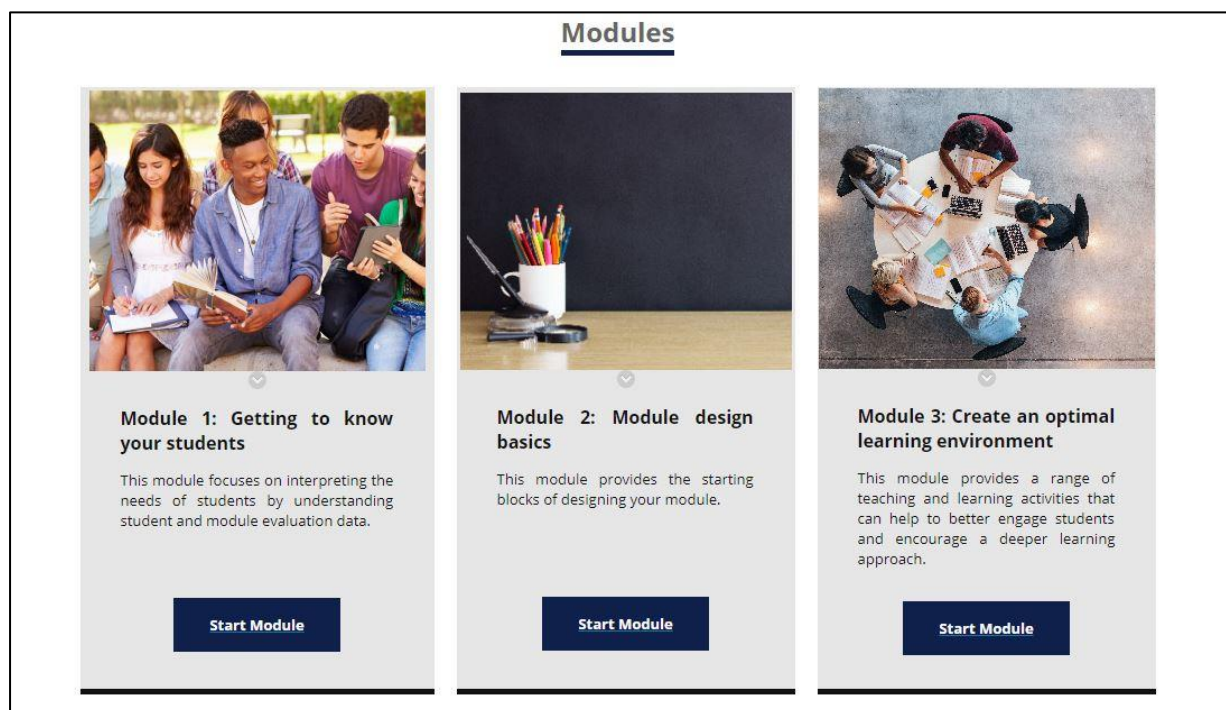 Modules
Module 1: Getting to know
your students
This module focuses on interpreting the
needs of students by understanding
student and module evaluation data.
Start Module
Module 2: Module design
basics
This module provides the starting
blocks of designing your module.
Start Module
Module 3: Create an optimal
learning environment
This module provides a range of
teaching and learning activities that
can help to better engage students
and encourage a deeper learning
approach.
Start Module